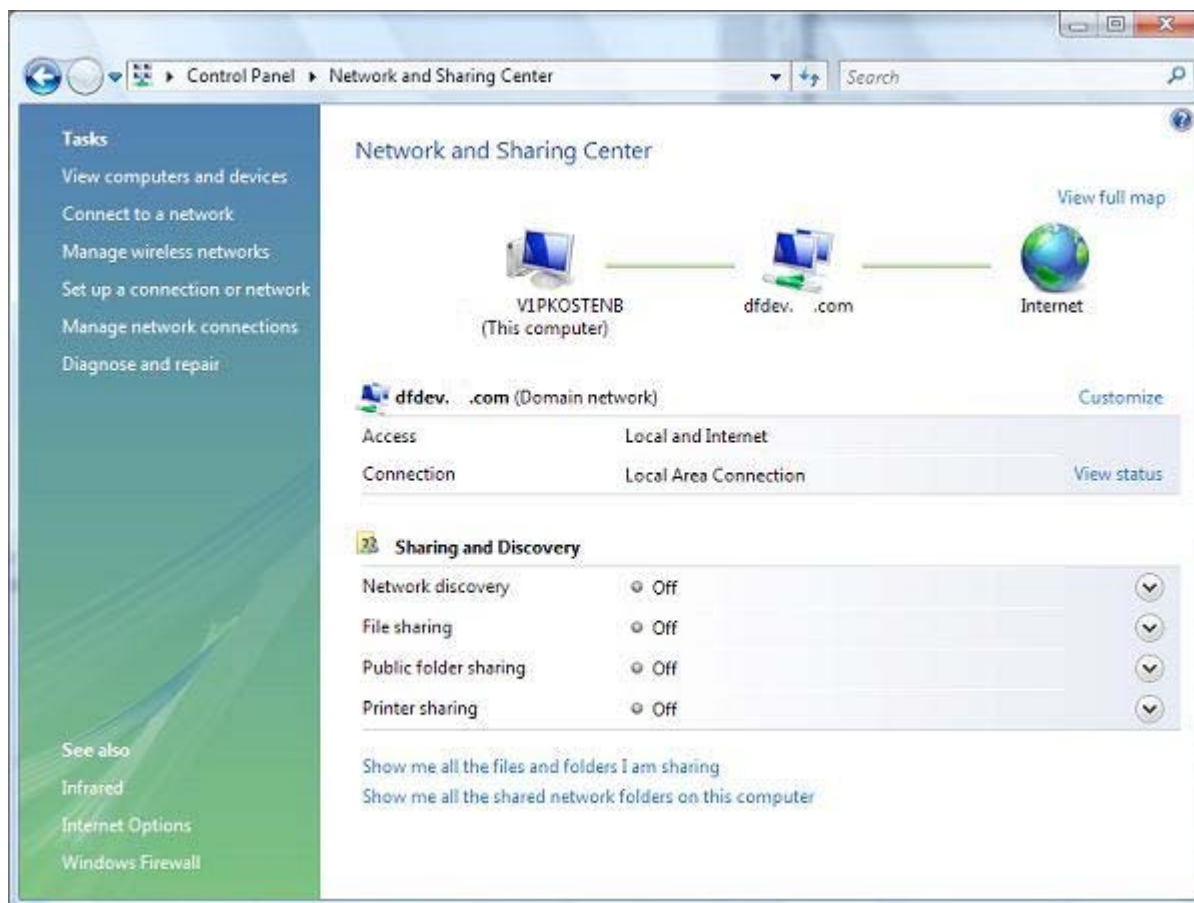 Control Panel ▸ Network and Sharing Center
Search
Tasks
View computers and devices
Connect to a network
Manage wireless networks
Set up a connection or network
Manage network connections
Diagnose and repair
See also
Infrared
Internet Options
Windows Firewall
Network and Sharing Center
View full map
V1PKOSTENB
(This computer)
dfdev. .com
Internet
dfdev. .com (Domain network)
Customize
Access Local and Internet
Connection Local Area Connection View status
Sharing and Discovery
Network discovery Off
File sharing Off
Public folder sharing Off
Printer sharing Off
Show me all the files and folders I am sharing
Show me all the shared network folders on this computer